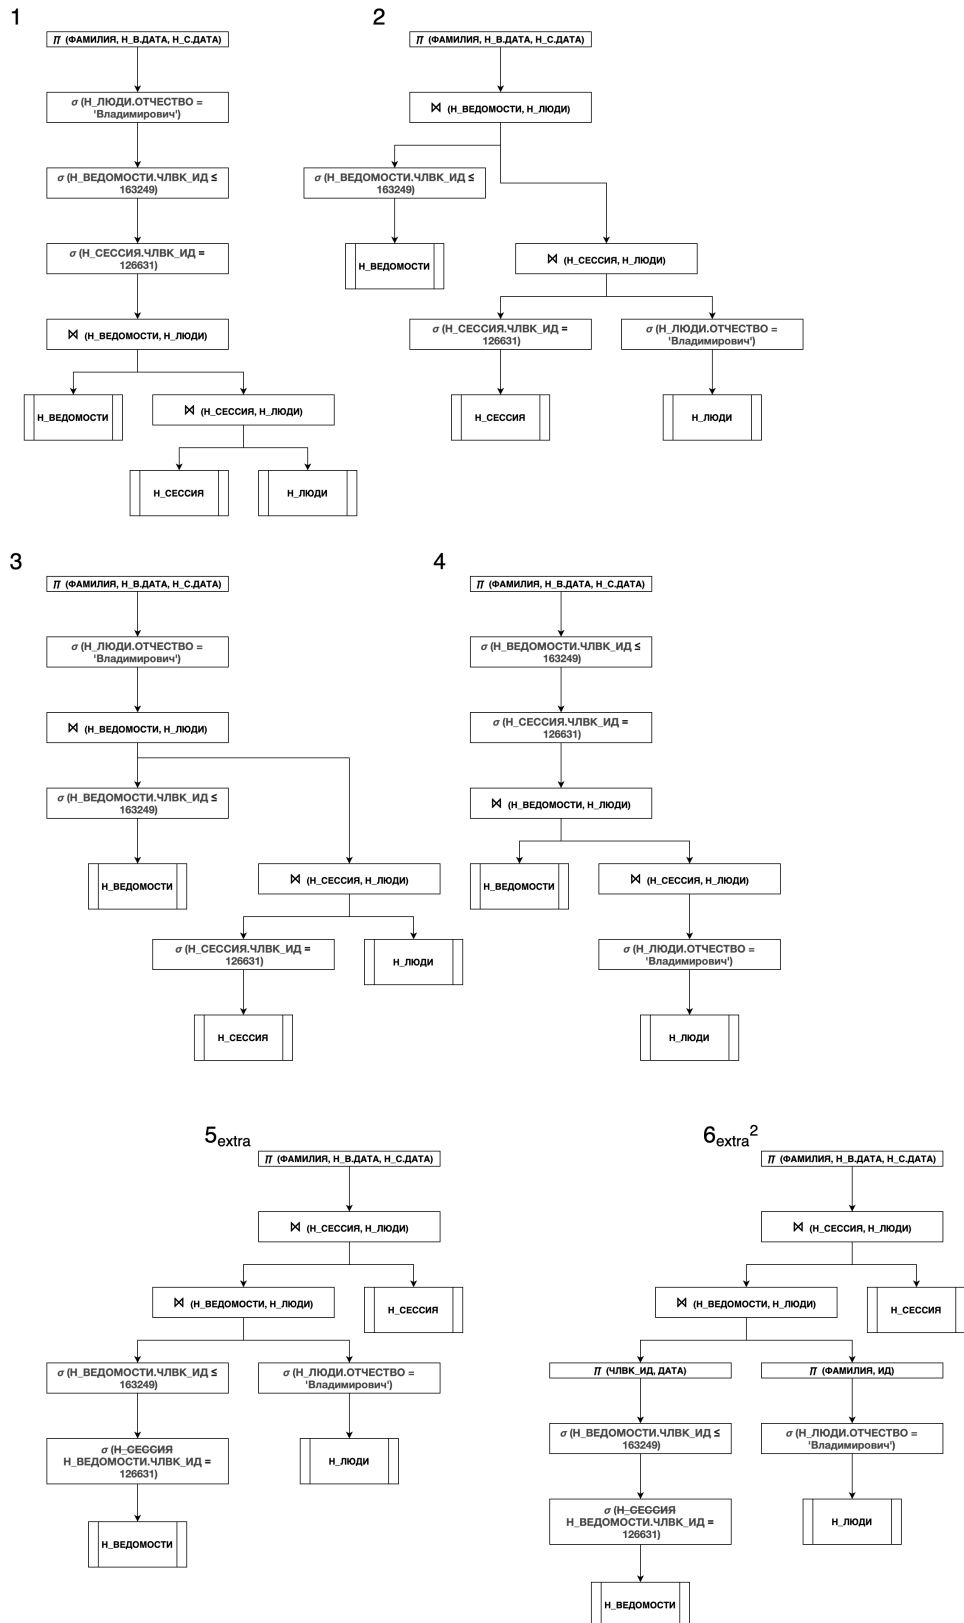 1
π (ФАМИЛИЯ, Н_В.ДАТА, Н_С.ДАТА)
σ (Н_ЛЮДИ.ОТЧЕСТВО =
'Владимирович')
σ (Н_ВЕДОМОСТИ.ЧЛВК_ИД ≤
163249)
σ (Н_СЕССИЯ.ЧЛВК_ИД =
126631)
⋈ (Н_ВЕДОМОСТИ, Н_ЛЮДИ)
Н_ВЕДОМОСТИ
⋈ (Н_СЕССИЯ, Н_ЛЮДИ)
Н_СЕССИЯ
Н_ЛЮДИ
2
π (ФАМИЛИЯ, Н_В.ДАТА, Н_С.ДАТА)
⋈ (Н_ВЕДОМОСТИ, Н_ЛЮДИ)
σ (Н_ВЕДОМОСТИ.ЧЛВК_ИД ≤
163249)
Н_ВЕДОМОСТИ
⋈ (Н_СЕССИЯ, Н_ЛЮДИ)
σ (Н_СЕССИЯ.ЧЛВК_ИД =
126631)
σ (Н_ЛЮДИ.ОТЧЕСТВО =
'Владимирович')
Н_СЕССИЯ
Н_ЛЮДИ
3
π (ФАМИЛИЯ, Н_В.ДАТА, Н_С.ДАТА)
σ (Н_ЛЮДИ.ОТЧЕСТВО =
'Владимирович')
⋈ (Н_ВЕДОМОСТИ, Н_ЛЮДИ)
σ (Н_ВЕДОМОСТИ.ЧЛВК_ИД ≤
163249)
Н_ВЕДОМОСТИ
⋈ (Н_СЕССИЯ, Н_ЛЮДИ)
σ (Н_СЕССИЯ.ЧЛВК_ИД =
126631)
Н_ЛЮДИ
Н_СЕССИЯ
4
π (ФАМИЛИЯ, Н_В.ДАТА, Н_С.ДАТА)
σ (Н_ВЕДОМОСТИ.ЧЛВК_ИД ≤
163249)
σ (Н_СЕССИЯ.ЧЛВК_ИД =
126631)
⋈ (Н_ВЕДОМОСТИ, Н_ЛЮДИ)
Н_ВЕДОМОСТИ
⋈ (Н_СЕССИЯ, Н_ЛЮДИ)
σ (Н_ЛЮДИ.ОТЧЕСТВО =
'Владимирович')
Н_ЛЮДИ
5extra
π (ФАМИЛИЯ, Н_В.ДАТА, Н_С.ДАТА)
⋈ (Н_СЕССИЯ, Н_ЛЮДИ)
⋈ (Н_ВЕДОМОСТИ, Н_ЛЮДИ)
Н_СЕССИЯ
σ (Н_ВЕДОМОСТИ.ЧЛВК_ИД ≤
163249)
σ (Н_ЛЮДИ.ОТЧЕСТВО =
'Владимирович')
σ (Н_СЕССИЯ
Н_ВЕДОМОСТИ.ЧЛВК_ИД =
126631)
Н_ЛЮДИ
Н_ВЕДОМОСТИ
6extra²
π (ФАМИЛИЯ, Н_В.ДАТА, Н_С.ДАТА)
⋈ (Н_СЕССИЯ, Н_ЛЮДИ)
⋈ (Н_ВЕДОМОСТИ, Н_ЛЮДИ)
Н_СЕССИЯ
π (ЧЛВК_ИД, ДАТА)
π (ФАМИЛИЯ, ИД)
σ (Н_ВЕДОМОСТИ.ЧЛВК_ИД ≤
163249)
σ (Н_ЛЮДИ.ОТЧЕСТВО =
'Владимирович')
σ (Н_СЕССИЯ
Н_ВЕДОМОСТИ.ЧЛВК_ИД =
126631)
Н_ЛЮДИ
Н_ВЕДОМОСТИ